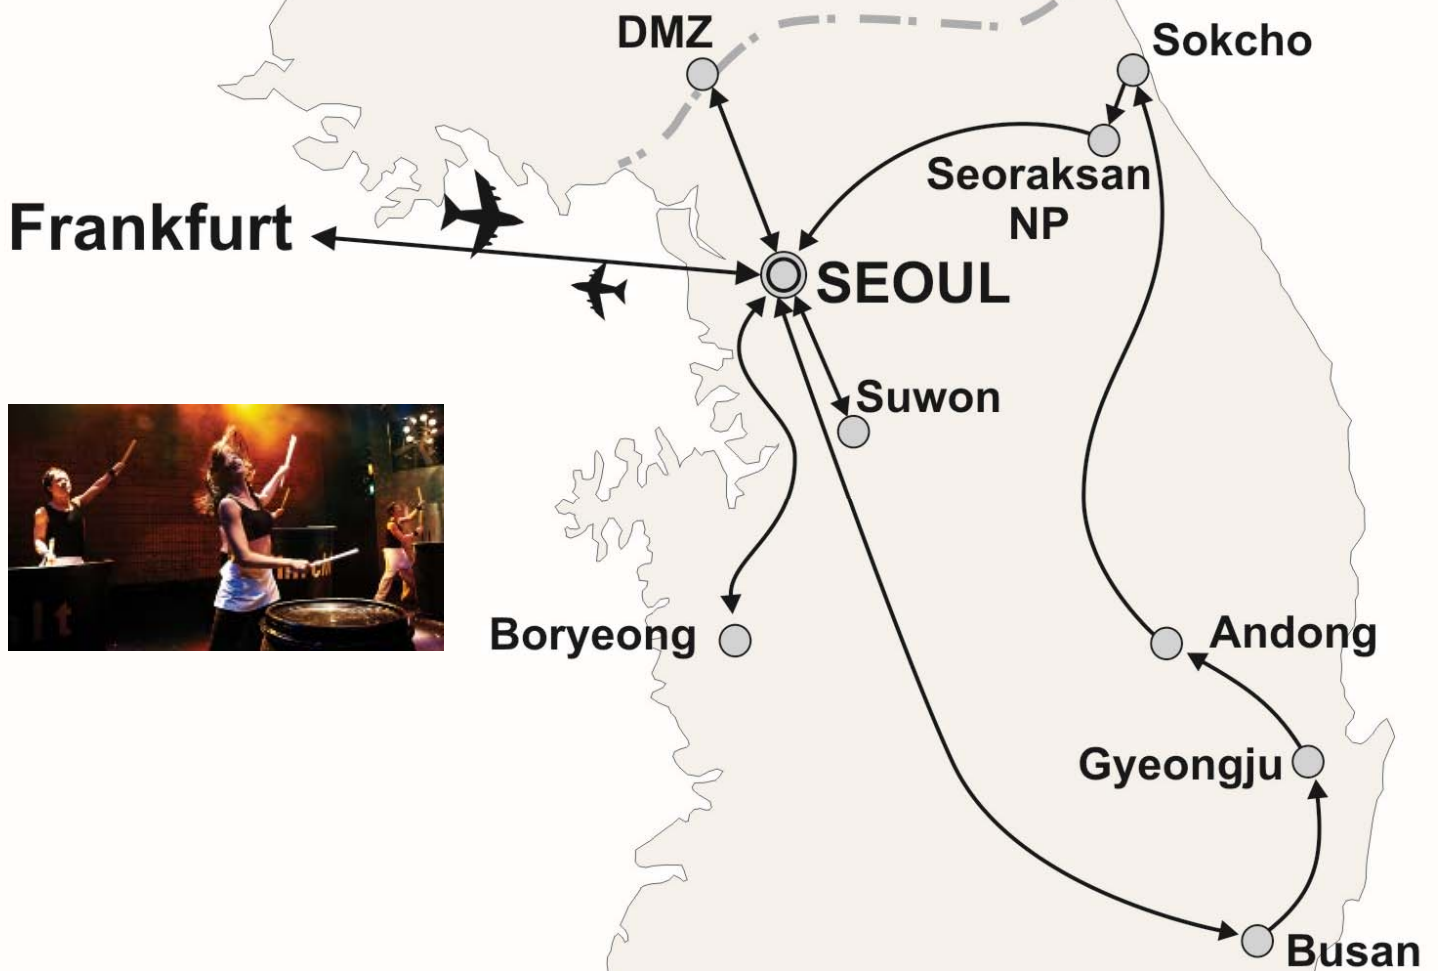 DMZ
Sokcho
Seoraksan
NP
Frankfurt
SEOUL
Suwon
Boryeong
Andong
Gyeongju
Busan